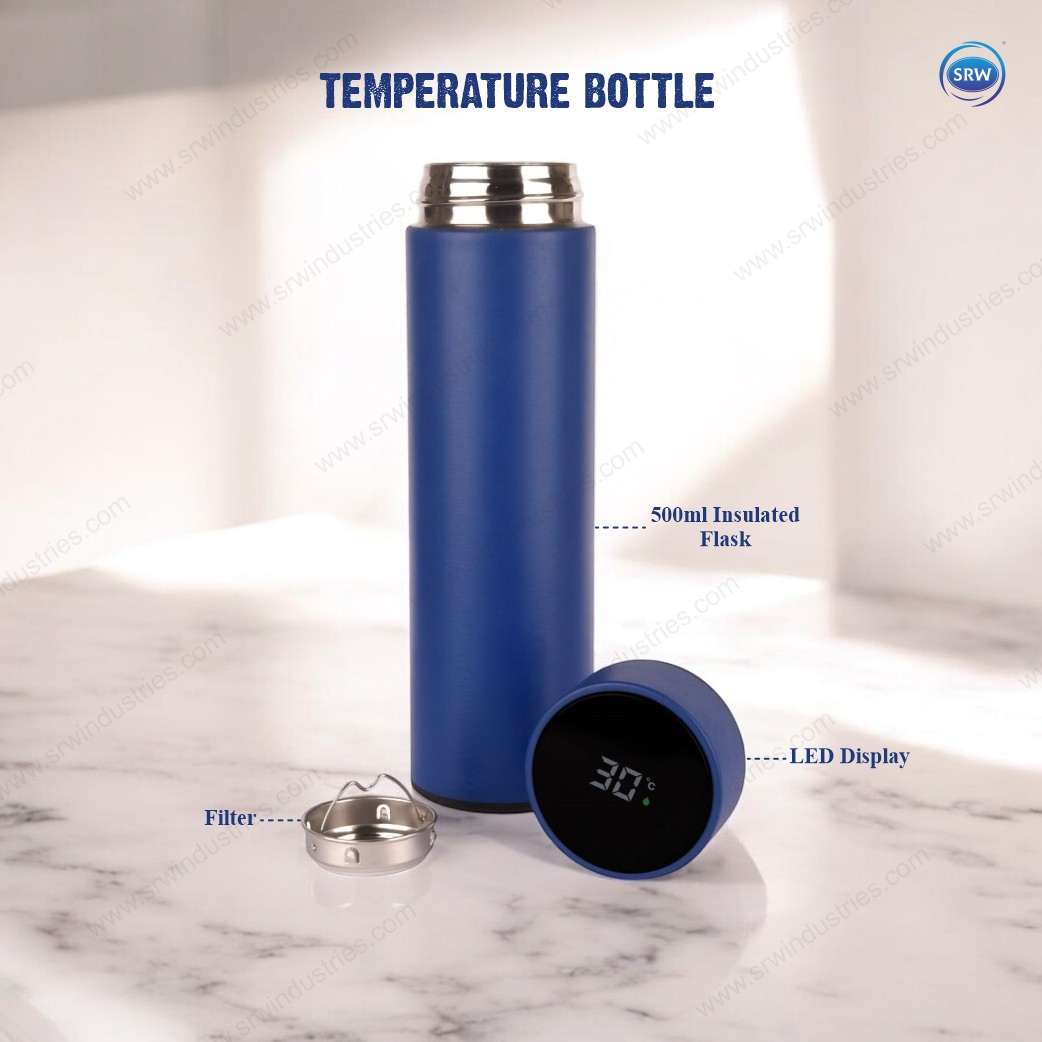 TEMPERATURE BOTTLE
SRW
500ml Insulated
Flask
30°C
LED Display
Filter
www.srwindustries.com